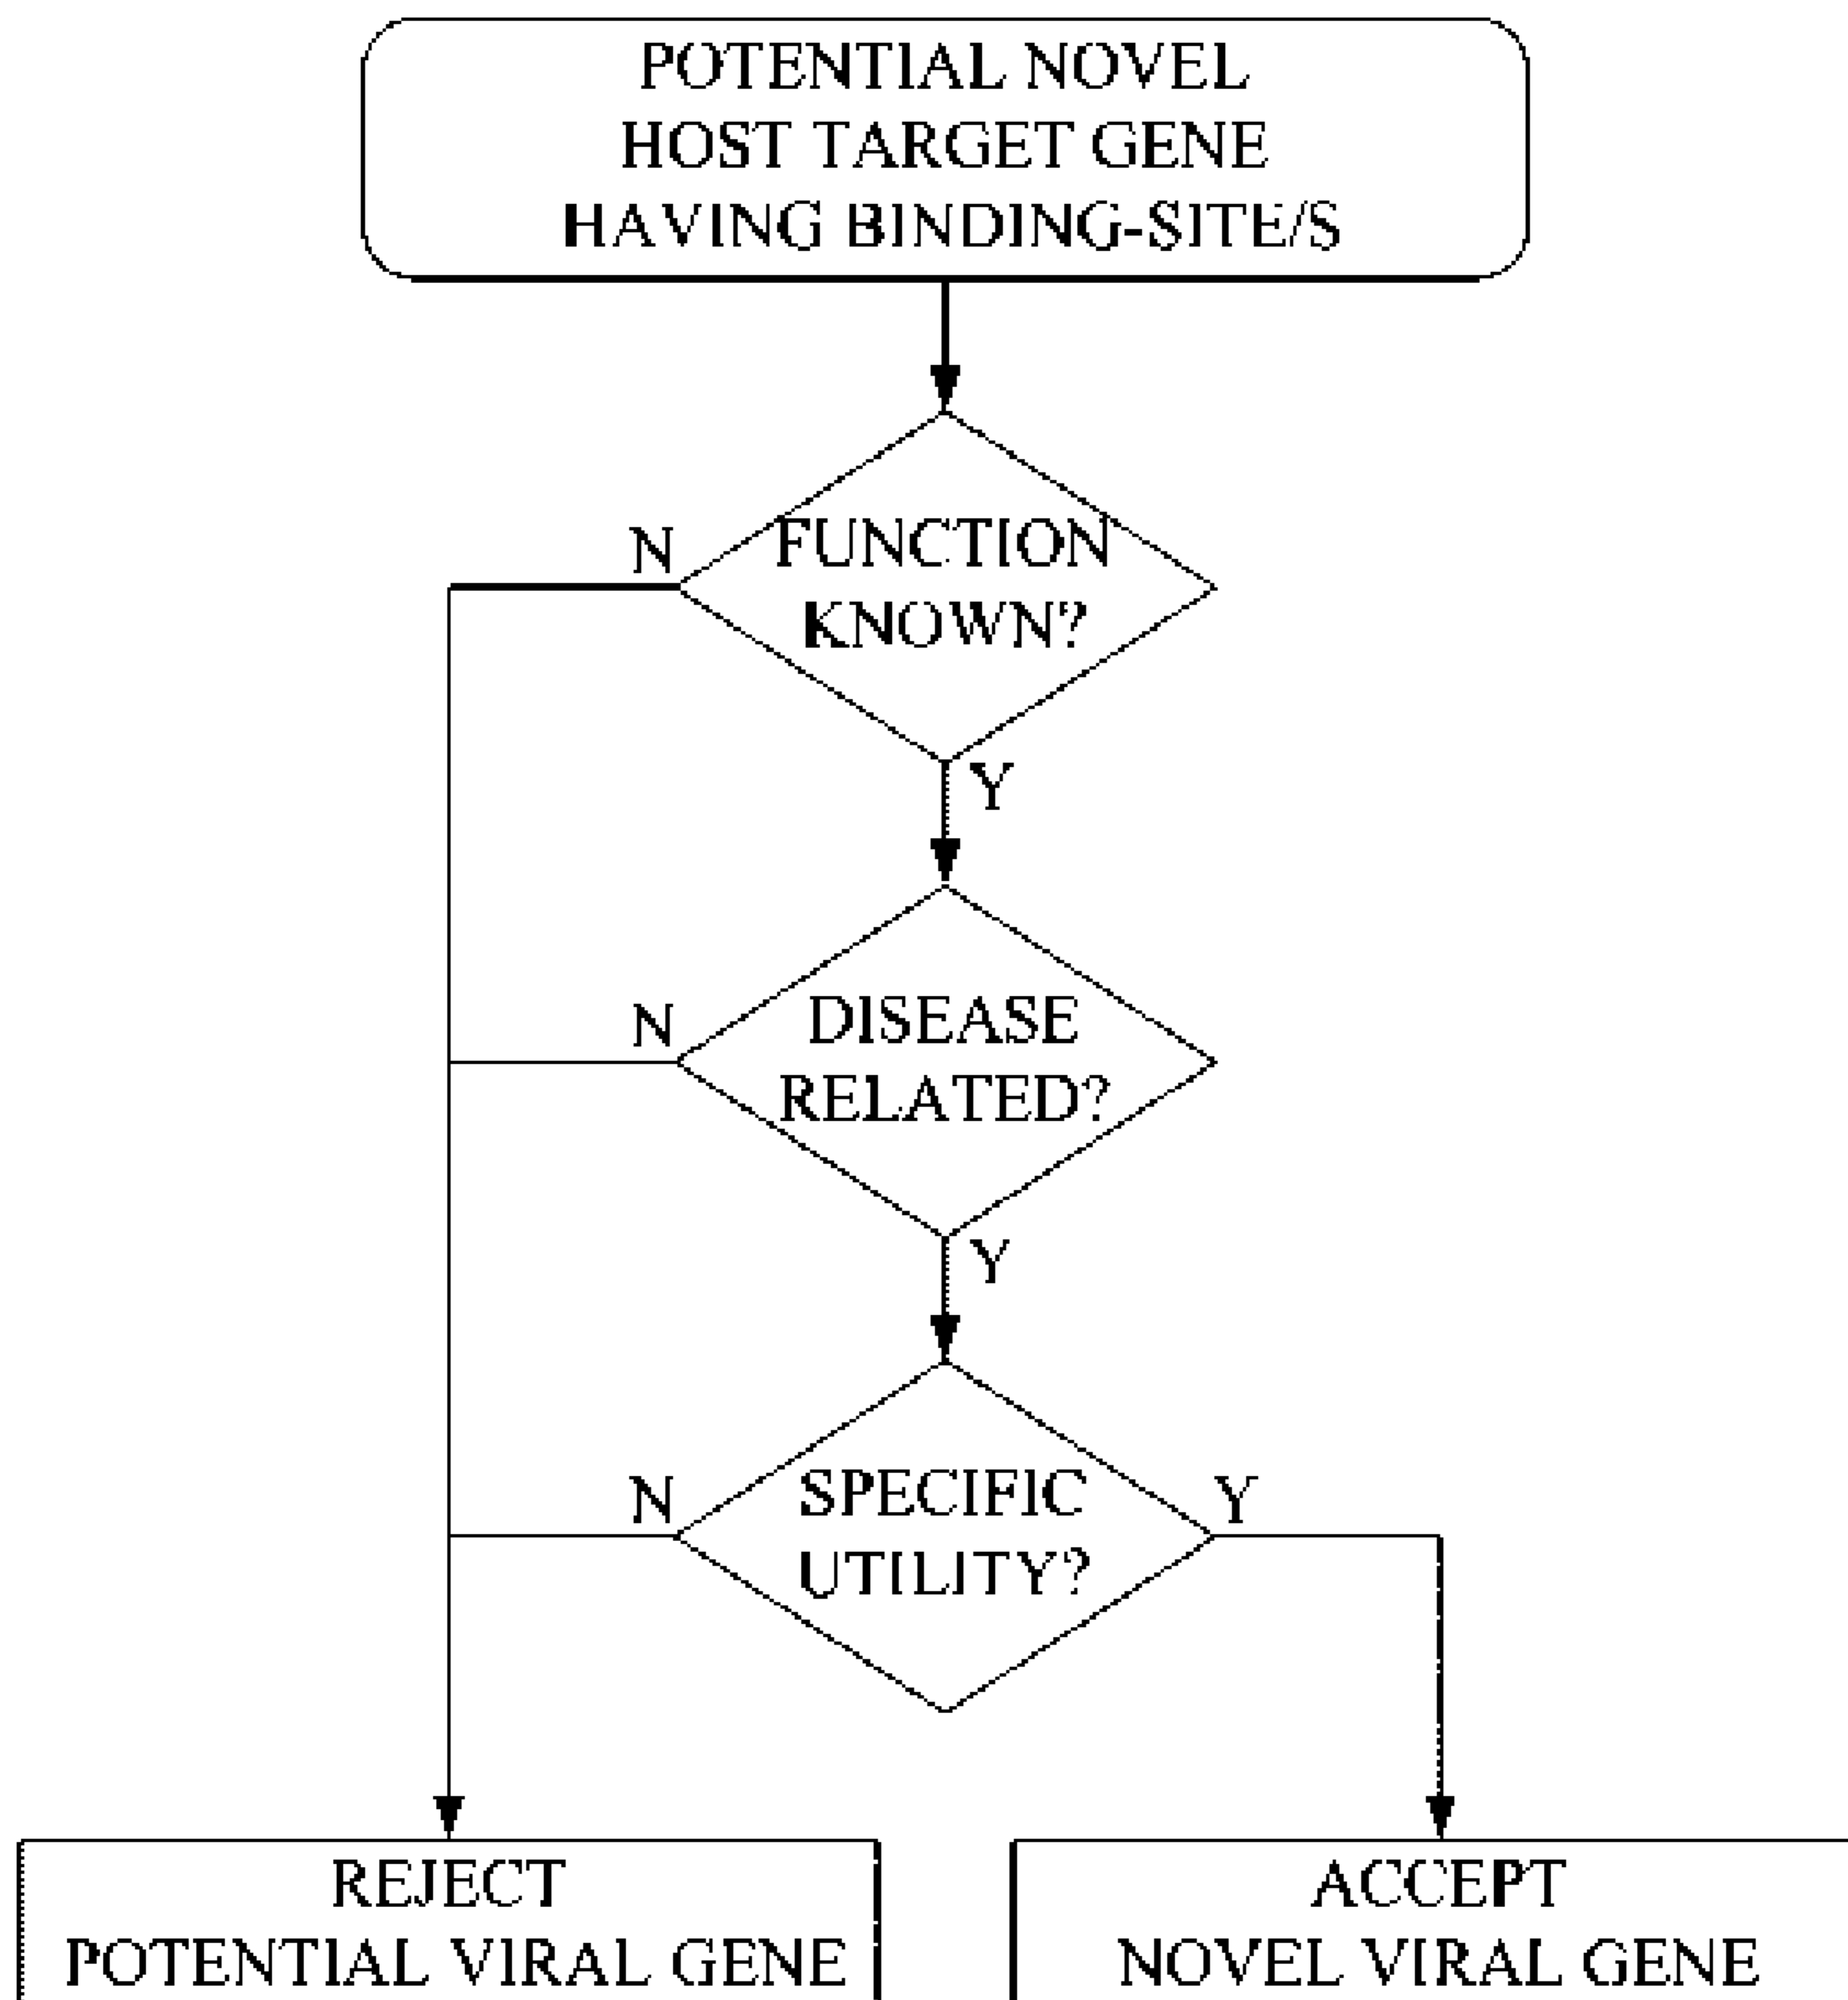 POTENTIAL NOVEL
HOST TARGET GENE
HAVING BINDING-SITE/S
N
FUNCTION
KNOWN?
Y
N
DISEASE
RELATED?
Y
N
SPECIFIC
UTILITY?
Y
REJECT
POTENTIAL VIRAL GENE
ACCEPT
NOVEL VIRAL GENE